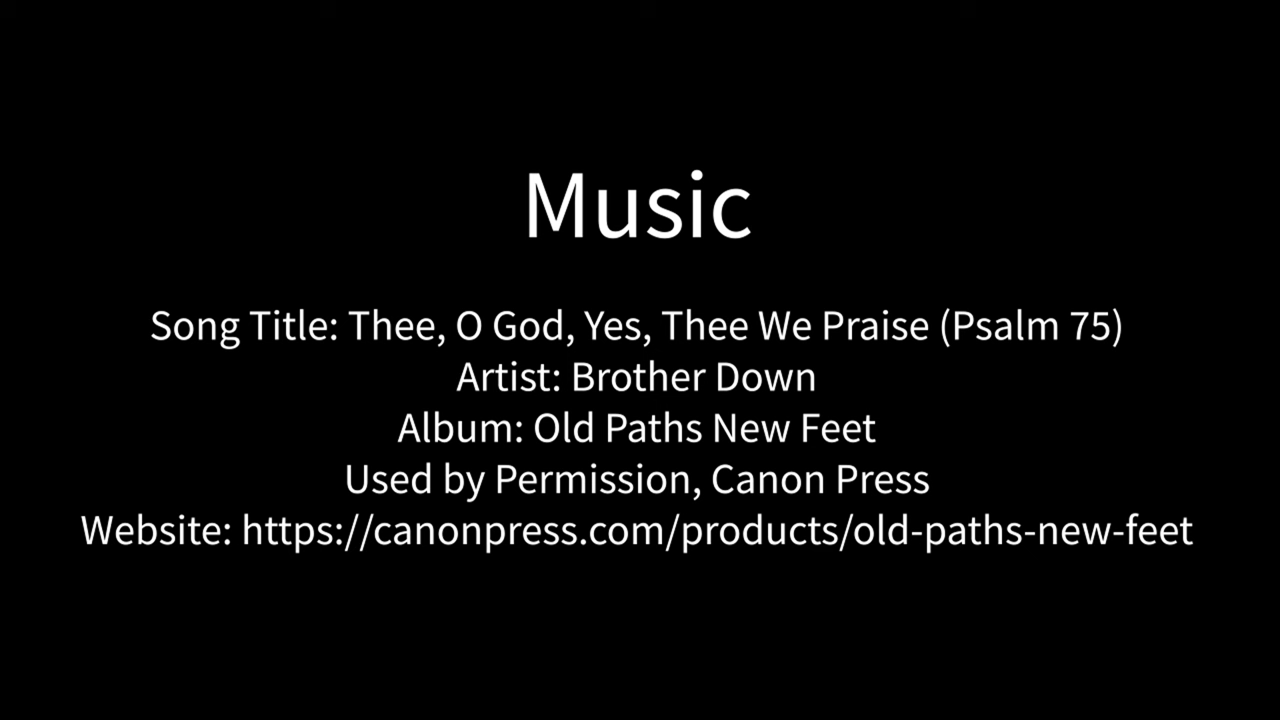 Music
Song Title: Thee, O God, Yes, Thee We Praise (Psalm 75)
Artist: Brother Down
Album: Old Paths New Feet
Used by Permission, Canon Press
Website: https://canonpress.com/products/old-paths-new-feet